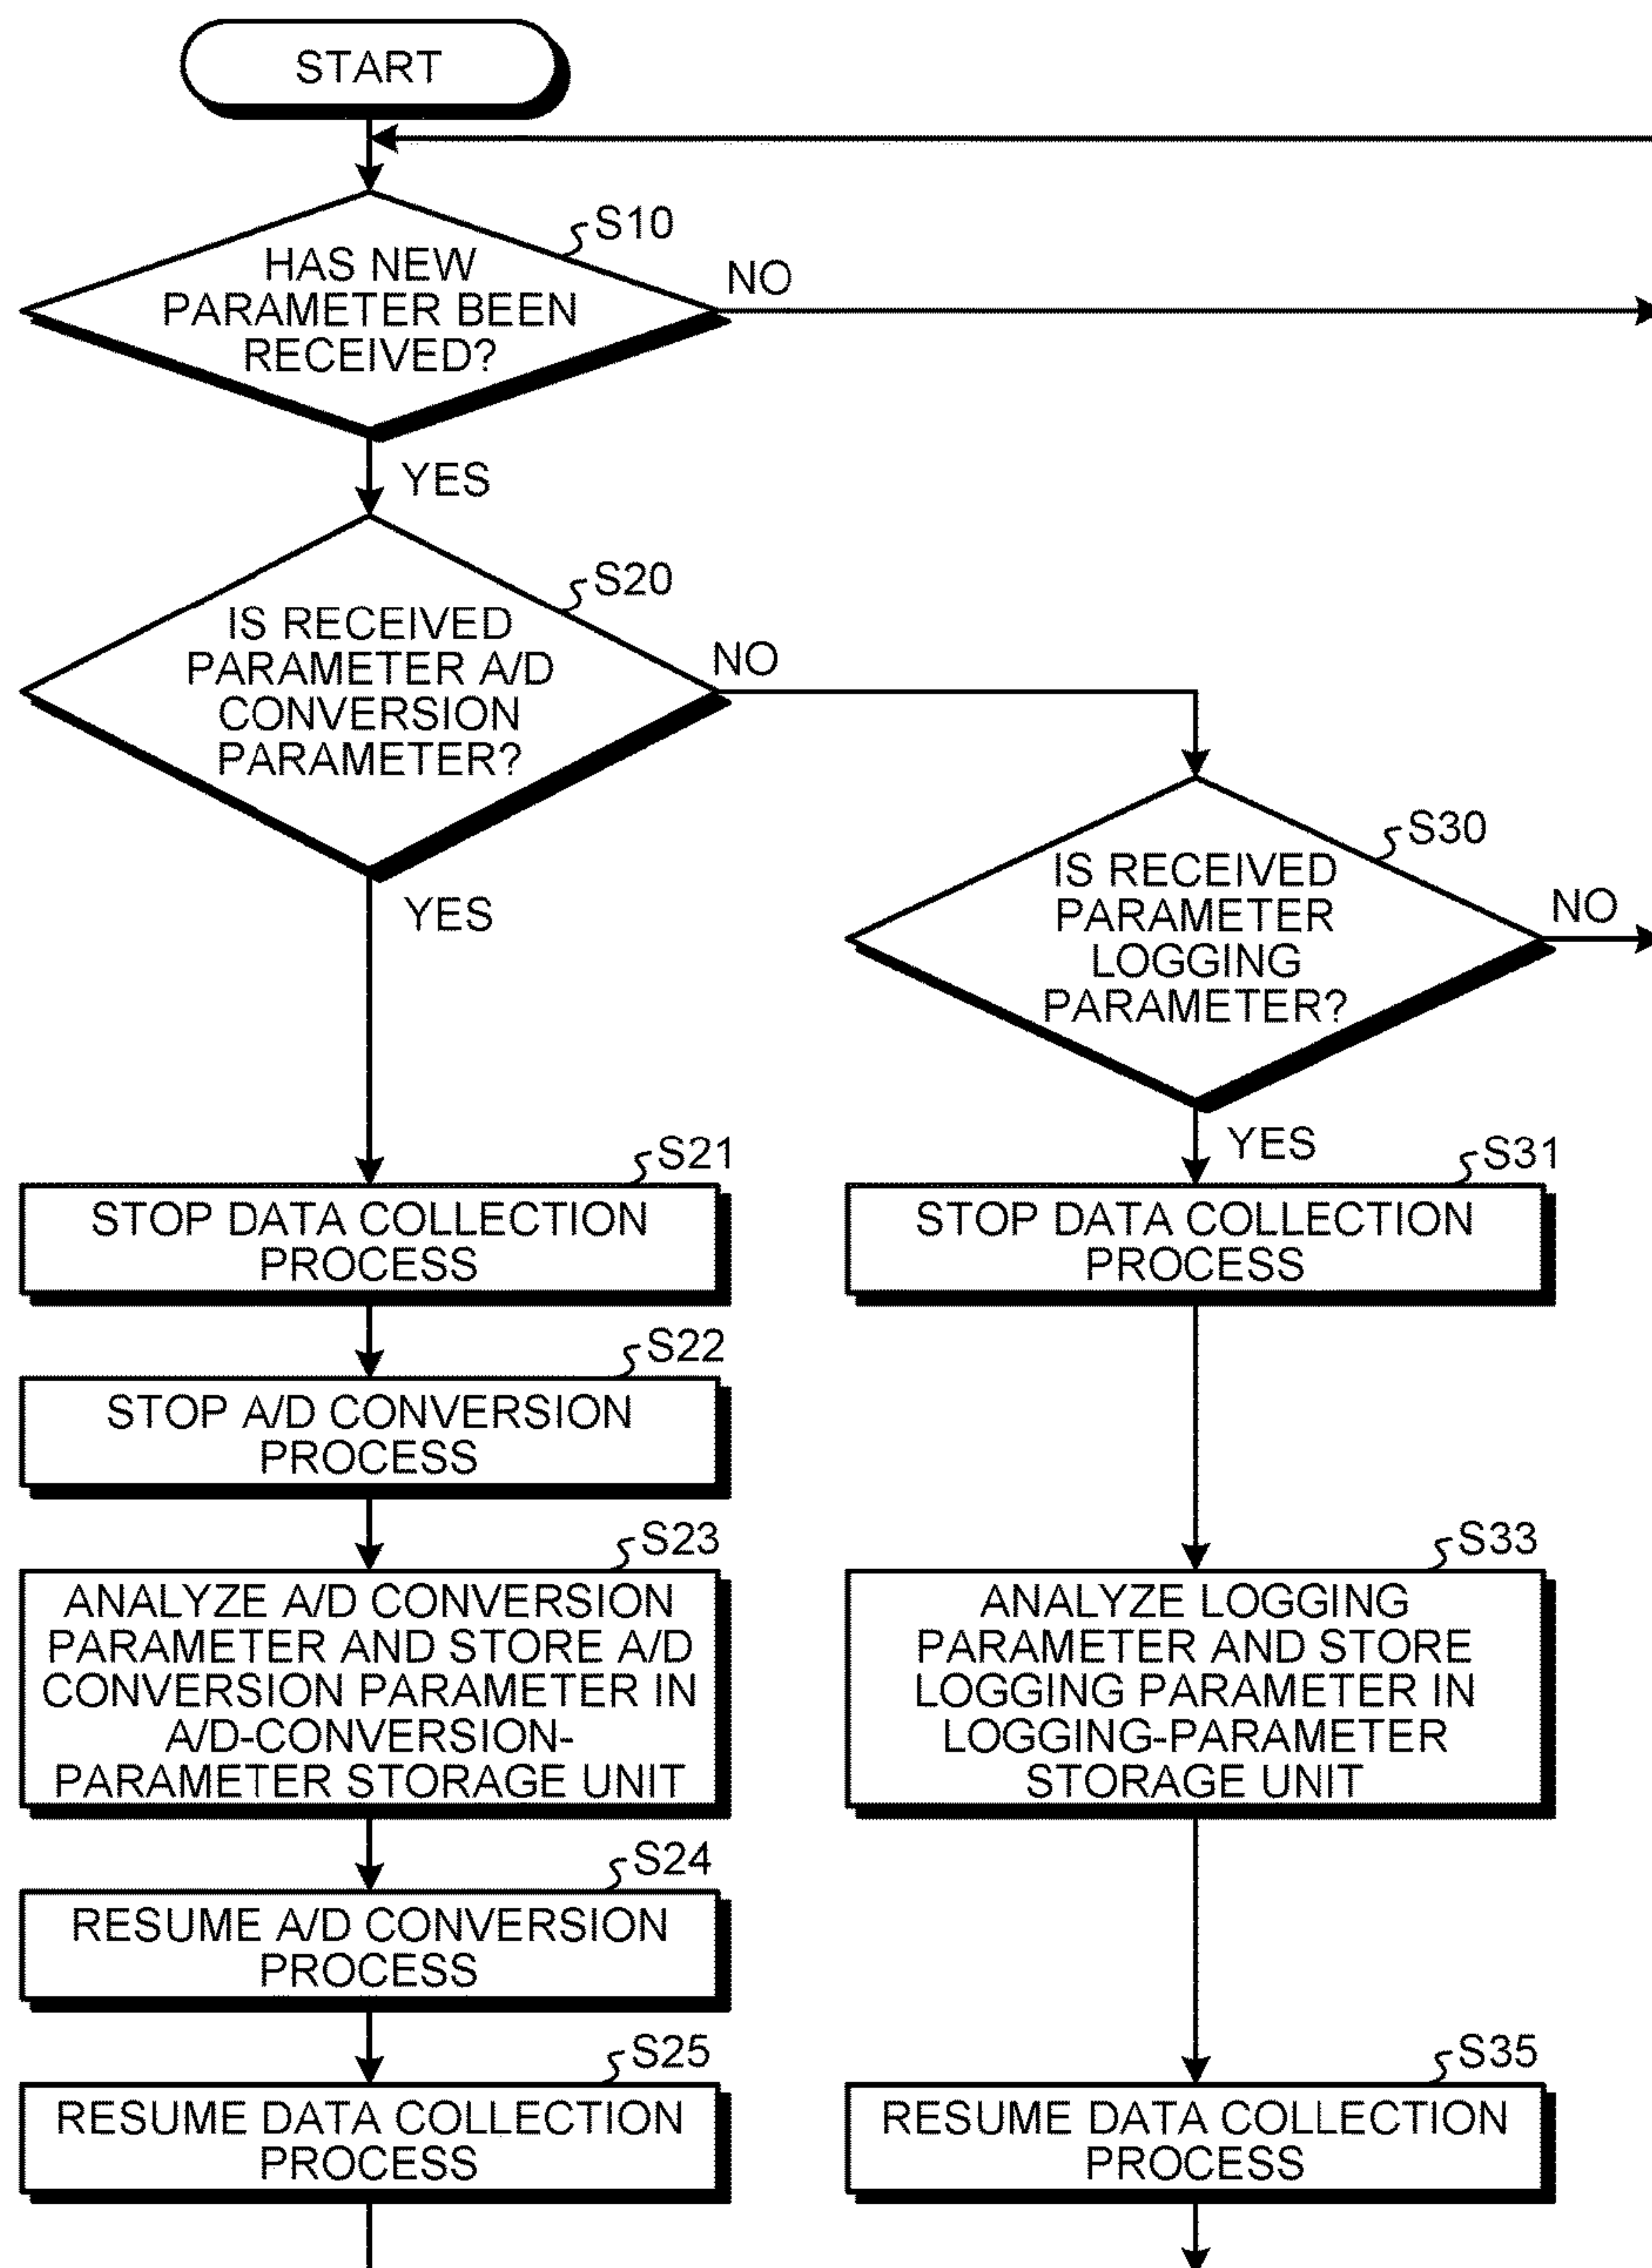 START
S10
HAS NEW
PARAMETER BEEN
RECEIVED?
NO
YES
S20
IS RECEIVED
PARAMETER A/D
CONVERSION
PARAMETER?
NO
YES
S30
IS RECEIVED
PARAMETER
LOGGING
PARAMETER?
NO
YES
S21
STOP DATA COLLECTION
PROCESS
S31
STOP DATA COLLECTION
PROCESS
S22
STOP A/D CONVERSION
PROCESS
S23
ANALYZE A/D CONVERSION
PARAMETER AND STORE A/D
CONVERSION PARAMETER IN
A/D-CONVERSION-
PARAMETER STORAGE UNIT
S33
ANALYZE LOGGING
PARAMETER AND STORE
LOGGING PARAMETER IN
LOGGING-PARAMETER
STORAGE UNIT
S24
RESUME A/D CONVERSION
PROCESS
S25
RESUME DATA COLLECTION
PROCESS
S35
RESUME DATA COLLECTION
PROCESS